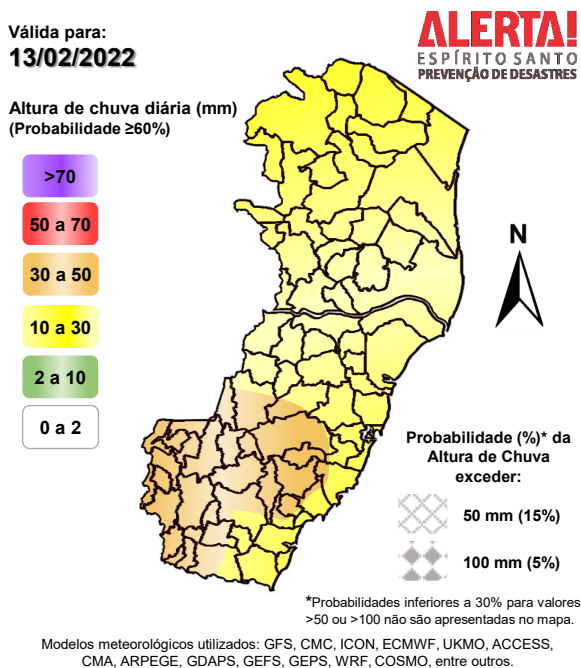 Válida para:
13/02/2022
ALERTA!
ESPÍRITO SANTO
PREVENÇÃO DE DESASTRES
Altura de chuva diária (mm)
(Probabilidade ≥60%)
>70
50 a 70
30 a 50
10 a 30
2 a 10
0 a 2
N
Probabilidade (%)* da
Altura de Chuva
exceder:
50 mm (15%)
100 mm (5%)
*Probabilidades inferiores a 30% para valores
>50 ou >100 não são apresentadas no mapa.
Modelos meteorológicos utilizados: GFS, CMC, ICON, ECMWF, UKMO, ACCESS,
CMA, ARPEGE, GDAPS, GEFS, GEPS, WRF, COSMO, entre outros.